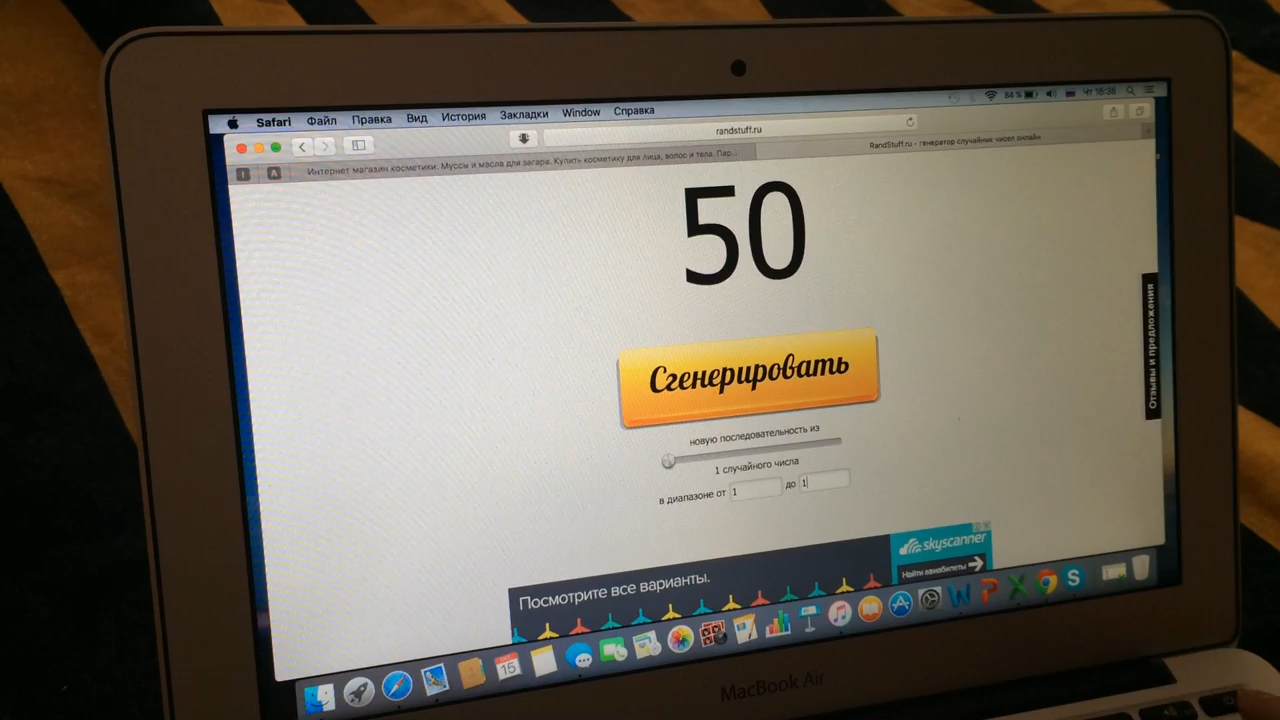 Safari Файл Правка Вид История Закладки Window Справка
84 % Чт 18:36
randstuff.ru
Интернет магазин косметики. Муссы и масла для загара. Купить косметику для лица, волос и тела. Пар...
RandStuff.ru - генератор случайных чисел онлайн
50
Сгенерировать
новую последовательность из
1 случайного числа
в диапазоне от 1 до 1
Отзывы и предложения
Посмотрите все варианты.
skyscanner
Найти авиабилеты
15
MacBook Air